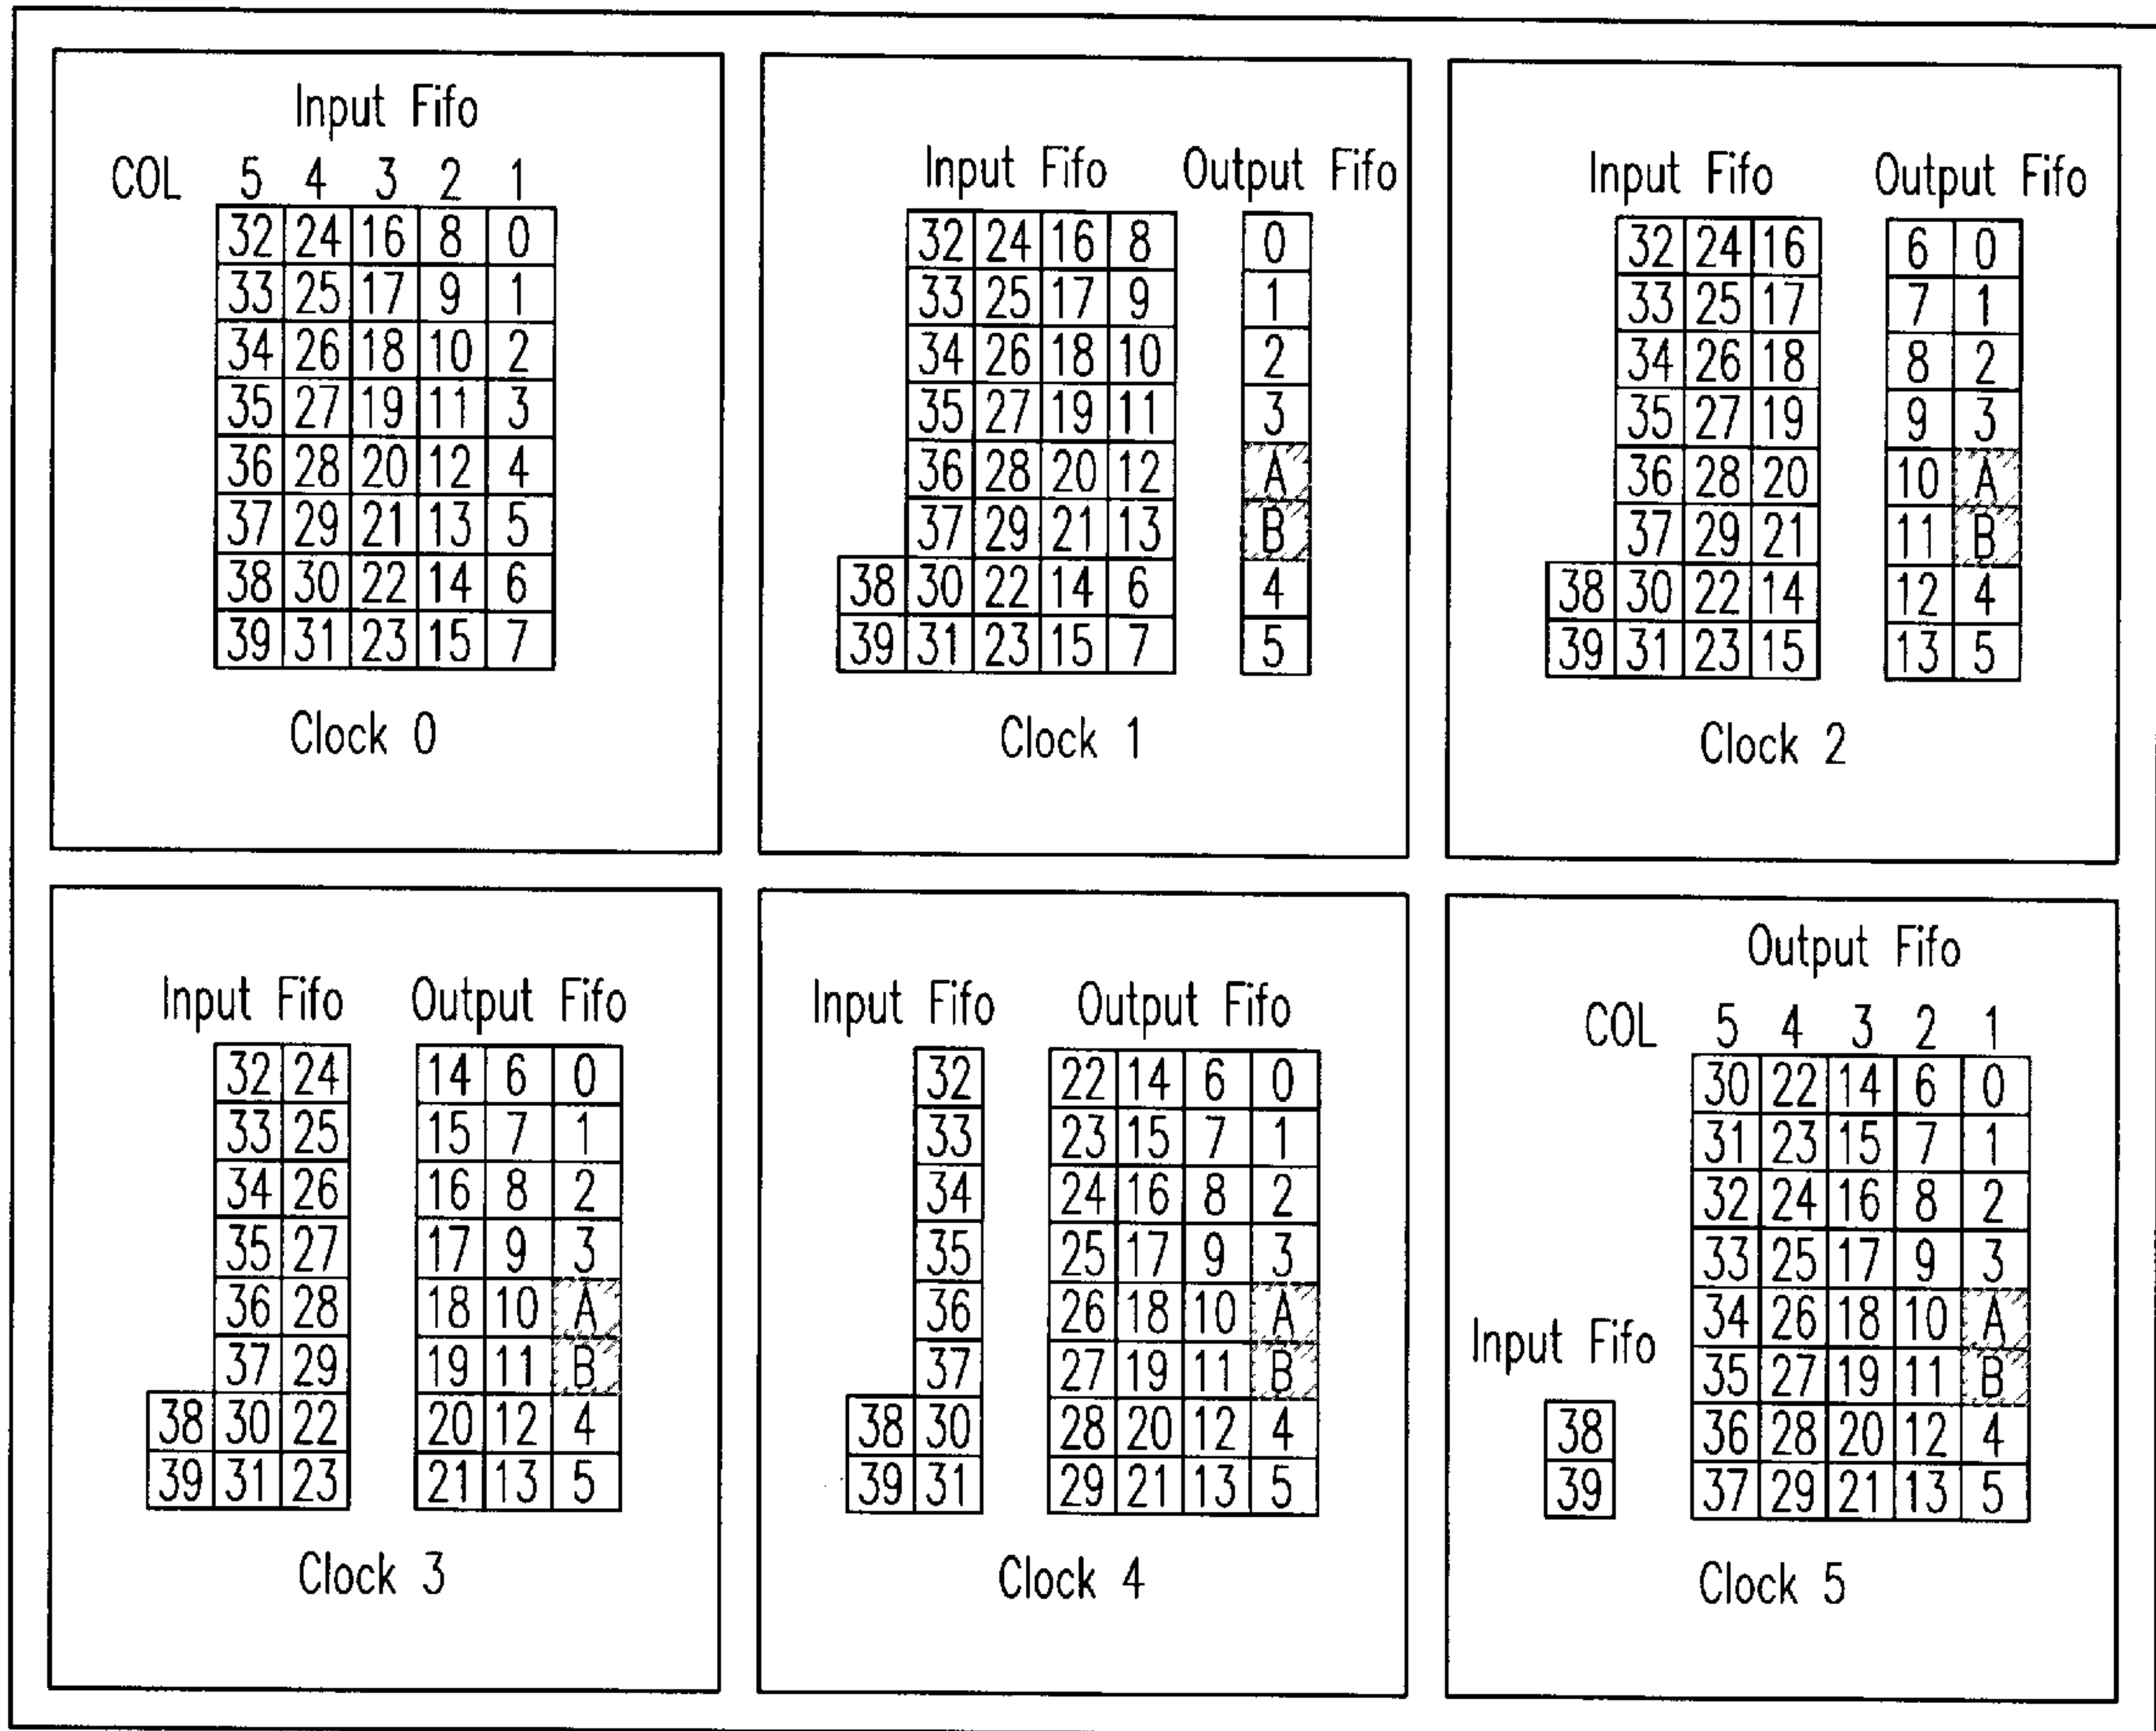 Input Fifo
COL 5 4 3 2 1
32 24 16 8 0
33 25 17 9 1
34 26 18 10 2
35 27 19 11 3
36 28 20 12 4
37 29 21 13 5
38 30 22 14 6
39 31 23 15 7
Clock 0
Input Fifo Output Fifo
32 24 16 8 0
33 25 17 9 1
34 26 18 10 2
35 27 19 11 3
36 28 20 12 A
37 29 21 13 B
38 30 22 14 6 4
39 31 23 15 7 5
Clock 1
Input Fifo Output Fifo
32 24 16 6 0
33 25 17 7 1
34 26 18 8 2
35 27 19 9 3
36 28 20 10 A
37 29 21 11 B
38 30 22 14 12 4
39 31 23 15 13 5
Clock 2
Input Fifo Output Fifo
32 24 14 6 0
33 25 15 7 1
34 26 16 8 2
35 27 17 9 3
36 28 18 10 A
37 29 19 11 B
38 30 22 20 12 4
39 31 23 21 13 5
Clock 3
Input Fifo Output Fifo
32 22 14 6 0
33 23 15 7 1
34 24 16 8 2
35 25 17 9 3
36 26 18 10 A
37 27 19 11 B
38 30 28 20 12 4
39 31 29 21 13 5
Clock 4
Output Fifo
COL 5 4 3 2 1
30 22 14 6 0
31 23 15 7 1
32 24 16 8 2
33 25 17 9 3
34 26 18 10 A
Input Fifo
35 27 19 11 B
38 36 28 20 12 4
39 37 29 21 13 5
Clock 5